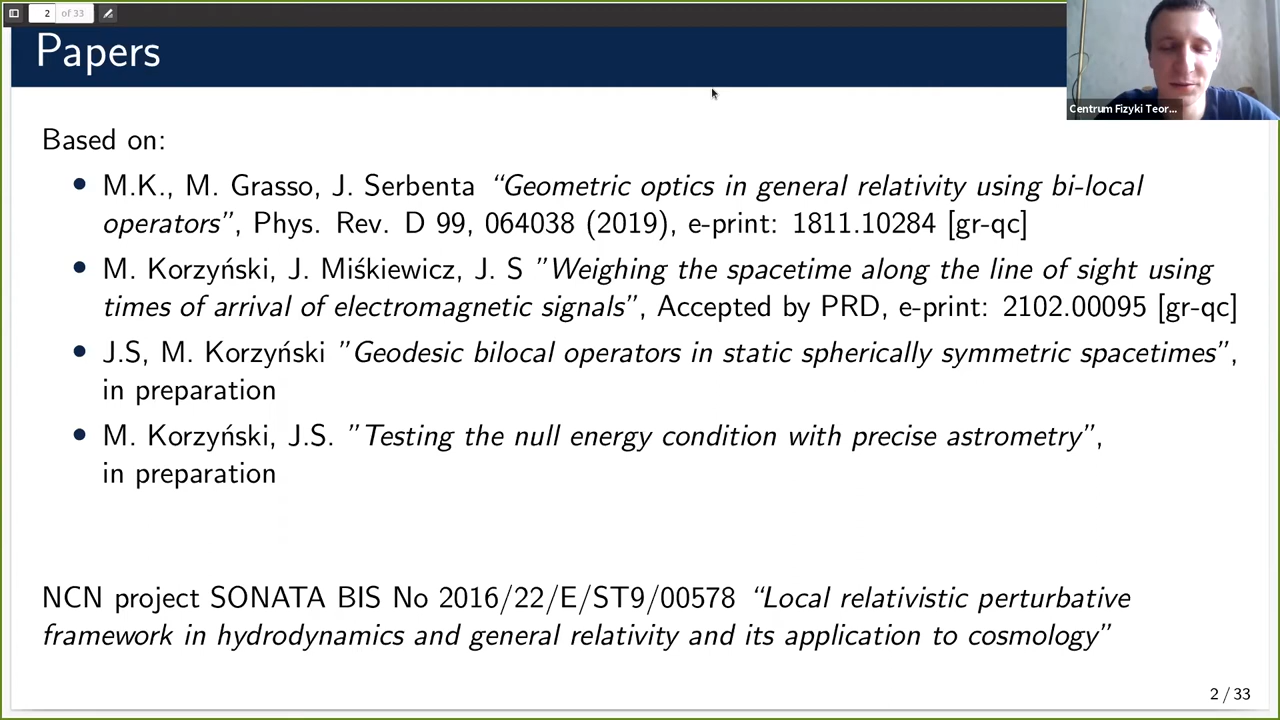 2 of 33
Papers
Centrum Fizyki Teor...
Based on:
• M.K., M. Grasso, J. Serbenta “Geometric optics in general relativity using bi-local
operators”, Phys. Rev. D 99, 064038 (2019), e-print: 1811.10284 [gr-qc]
• M. Korzyński, J. Miśkiewicz, J. S ”Weighing the spacetime along the line of sight using
times of arrival of electromagnetic signals”, Accepted by PRD, e-print: 2102.00095 [gr-qc]
• J.S, M. Korzyński ”Geodesic bilocal operators in static spherically symmetric spacetimes”,
in preparation
• M. Korzyński, J.S. ”Testing the null energy condition with precise astrometry”,
in preparation
NCN project SONATA BIS No 2016/22/E/ST9/00578 “Local relativistic perturbative
framework in hydrodynamics and general relativity and its application to cosmology”
2 / 33